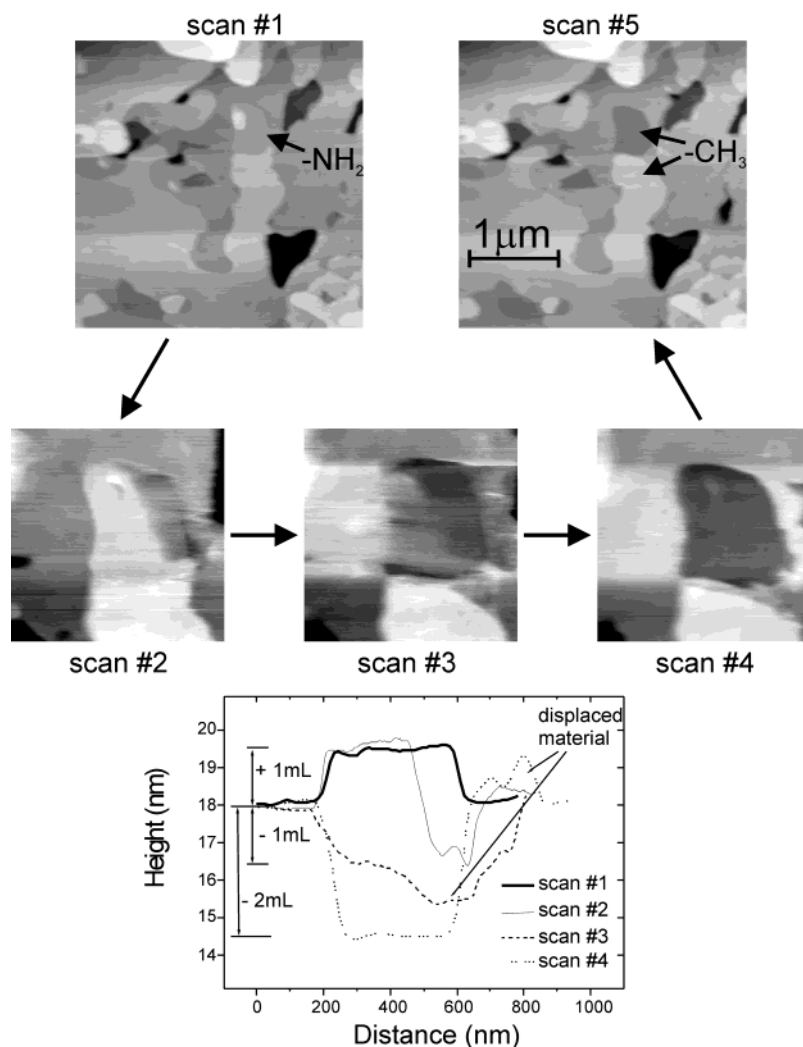 scan #1
scan #5
-NH₂
-CH₃
1μm
scan #2
scan #3
scan #4
displaced
material
20
19
18
17
16
15
14
Height (nm)
+ 1mL
- 1mL
- 2mL
scan #1
scan #2
scan #3
scan #4
0 200 400 600 800 1000
Distance (nm)